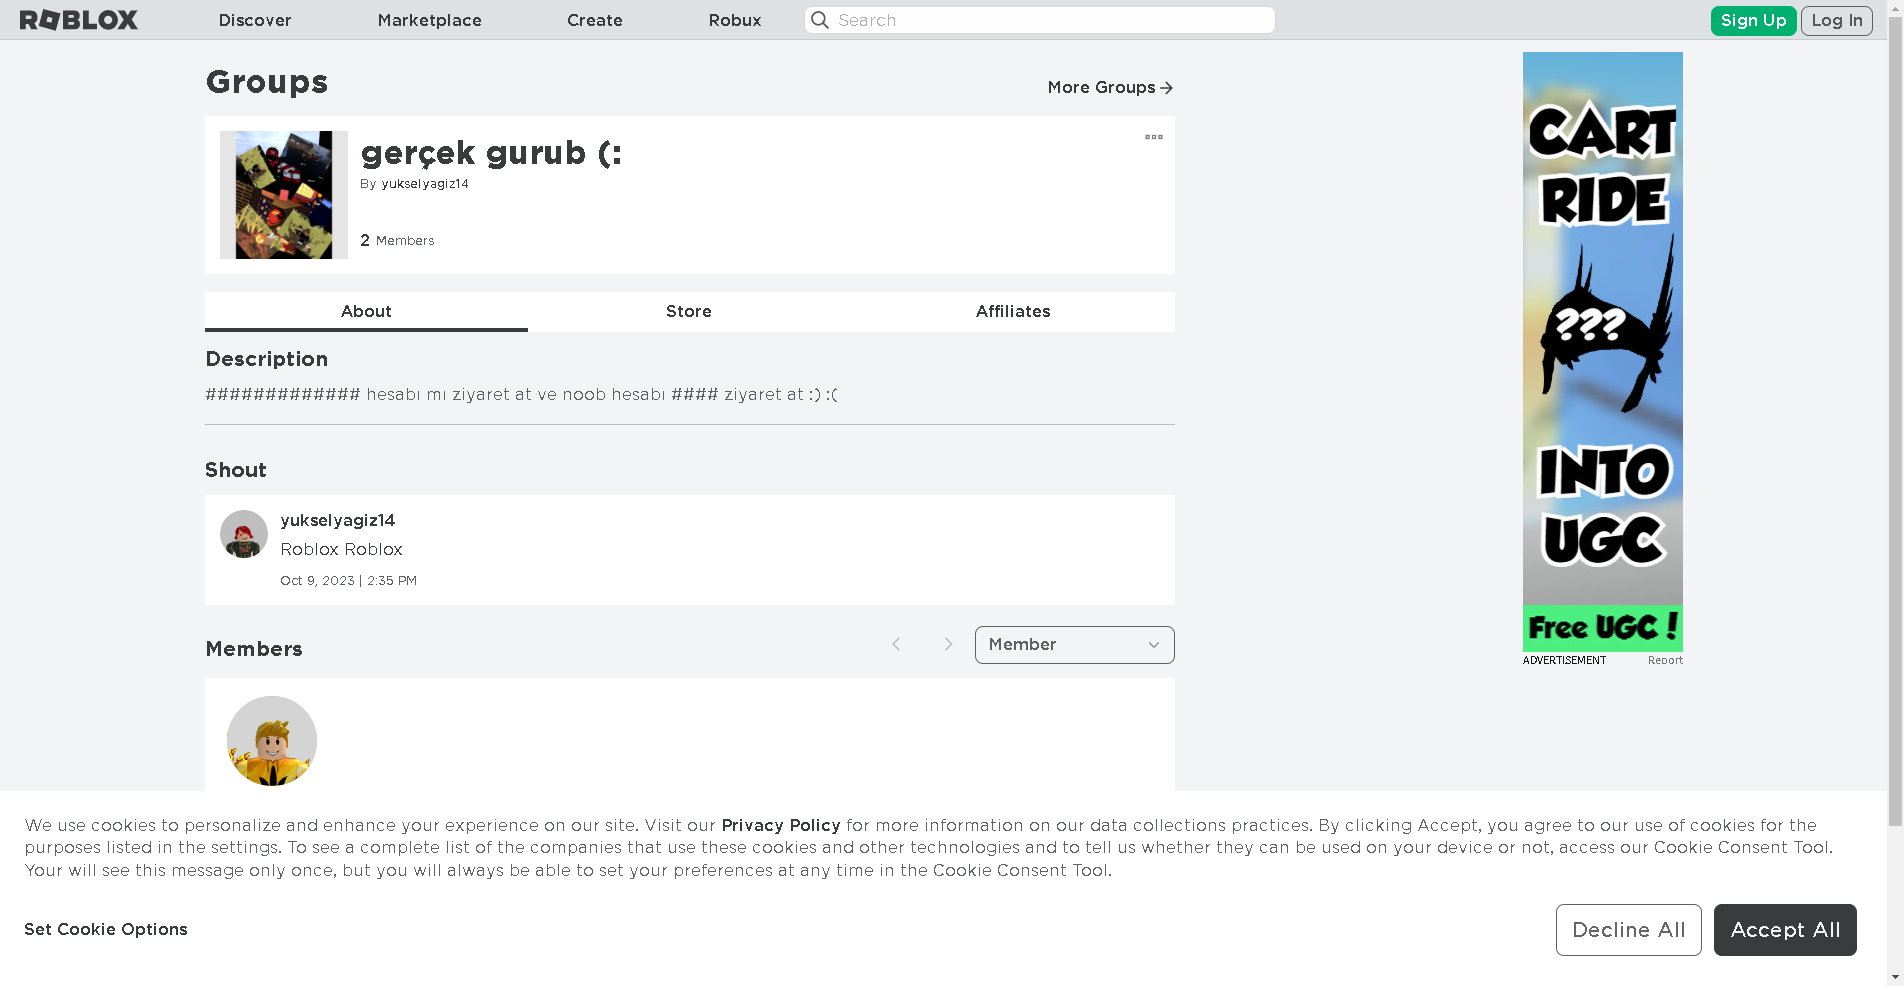 ROBLOX
Discover
Marketplace
Create
Robux
Search
Sign Up
Log In
Groups
More Groups
gerçek gurub (:
By yukselyagiz14
2 Members
About
Store
Affiliates
Description
############# hesabı mı ziyaret at ve noob hesabı #### ziyaret at :) :(
Shout
yukselyagiz14
Roblox Roblox
Oct 9, 2023 | 2:35 PM
Members
Member
CART
RIDE
???
INTO
UGC
Free UGC !
ADVERTISEMENT
Report
We use cookies to personalize and enhance your experience on our site. Visit our Privacy Policy for more information on our data collections practices. By clicking Accept, you agree to our use of cookies for the
purposes listed in the settings. To see a complete list of the companies that use these cookies and other technologies and to tell us whether they can be used on your device or not, access our Cookie Consent Tool.
Your will see this message only once, but you will always be able to set your preferences at any time in the Cookie Consent Tool.
Set Cookie Options
Decline All
Accept All